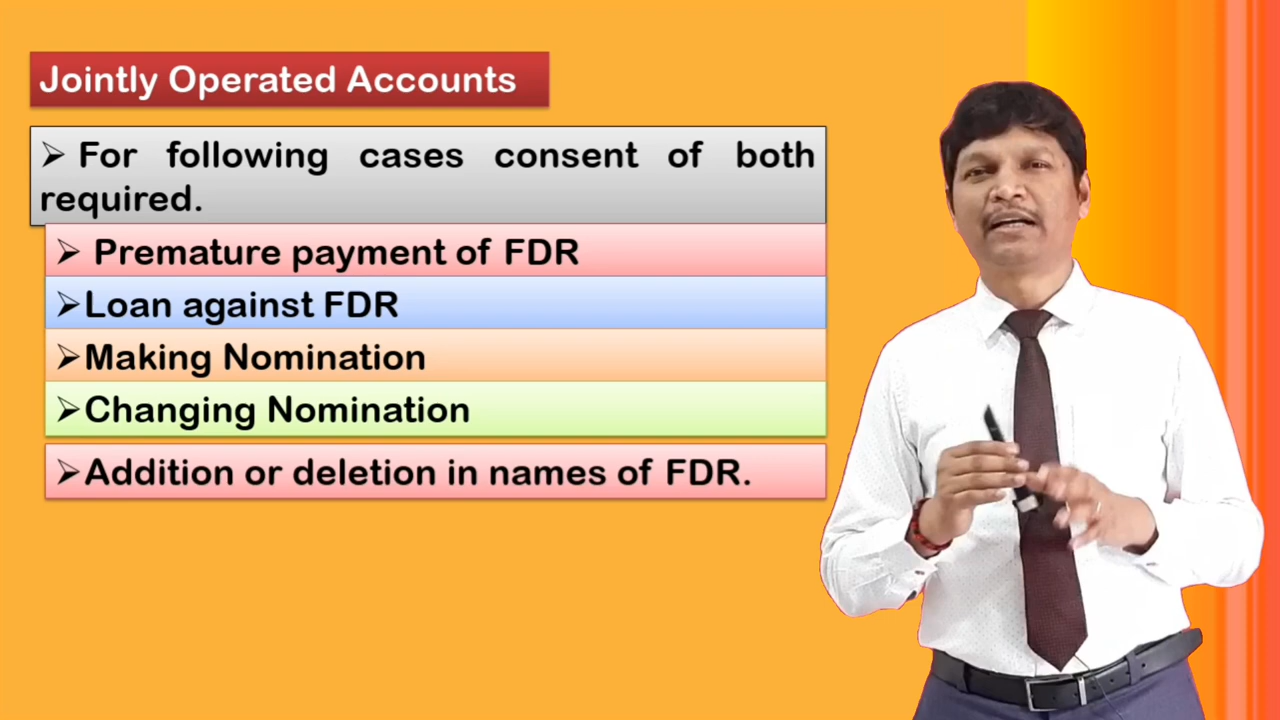 Jointly Operated Accounts
➢ For following cases consent of both
required.
➢ Premature payment of FDR
➢Loan against FDR
➢Making Nomination
➢Changing Nomination
➢Addition or deletion in names of FDR.